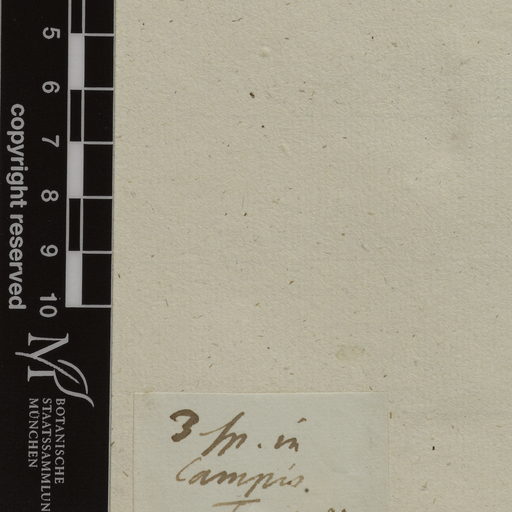 5
6
7
8
9
10
copyright reserved
BOTANISCHE
STAATSSAMMLUN
MÜNCHEN
3 sp. in
Campis.